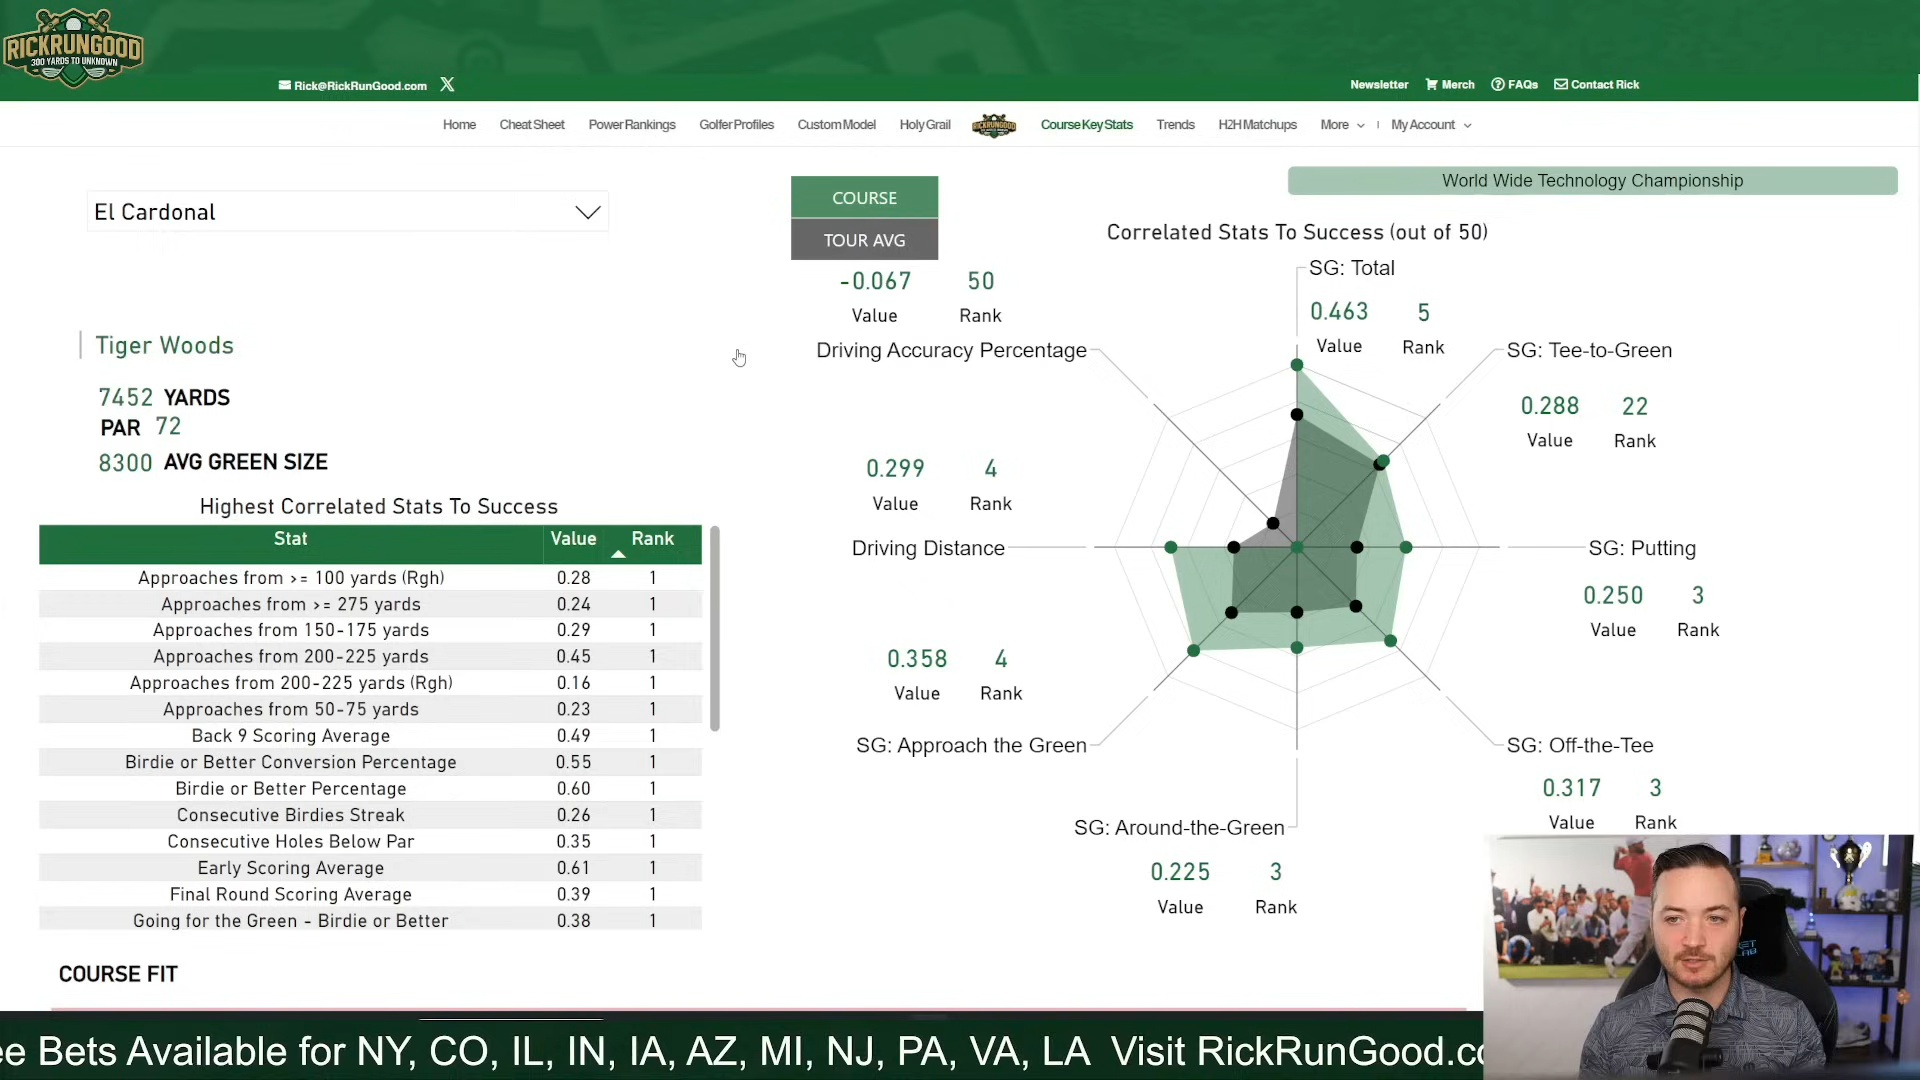 RICKRUNGOOD
300 YARDS TO UNKNOWN
Rick@RickRunGood.com
Newsletter
Merch
FAQs
Contact Rick
Home
Cheat Sheet
Power Rankings
Golfer Profiles
Custom Model
Holy Grail
RICKRUNGOOD
Course Key Stats
Trends
H2H Matchups
More
My Account
El Cardonal
COURSE
TOUR AVG
World Wide Technology Championship
Tiger Woods
7452 YARDS
PAR 72
8300 AVG GREEN SIZE
Highest Correlated Stats To Success
Stat Value Rank
Approaches from >= 100 yards (Rgh) 0.28 1
Approaches from >= 275 yards 0.24 1
Approaches from 150-175 yards 0.29 1
Approaches from 200-225 yards 0.45 1
Approaches from 200-225 yards (Rgh) 0.16 1
Approaches from 50-75 yards 0.23 1
Back 9 Scoring Average 0.49 1
Birdie or Better Conversion Percentage 0.55 1
Birdie or Better Percentage 0.60 1
Consecutive Birdies Streak 0.26 1
Consecutive Holes Below Par 0.35 1
Early Scoring Average 0.61 1
Final Round Scoring Average 0.39 1
Going for the Green - Birdie or Better 0.38 1
COURSE FIT
Correlated Stats To Success (out of 50)
SG: Total
0.463 5
Value Rank
SG: Tee-to-Green
0.288 22
Value Rank
SG: Putting
0.250 3
Value Rank
SG: Off-the-Tee
0.317 3
Value Rank
SG: Around-the-Green
0.225 3
Value Rank
0.358 4
Value Rank
SG: Approach the Green
0.299 4
Value Rank
Driving Distance
-0.067 50
Value Rank
Driving Accuracy Percentage
ee Bets Available for NY, CO, IL, IN, IA, AZ, MI, NJ, PA, VA, LA Visit RickRunGood.co